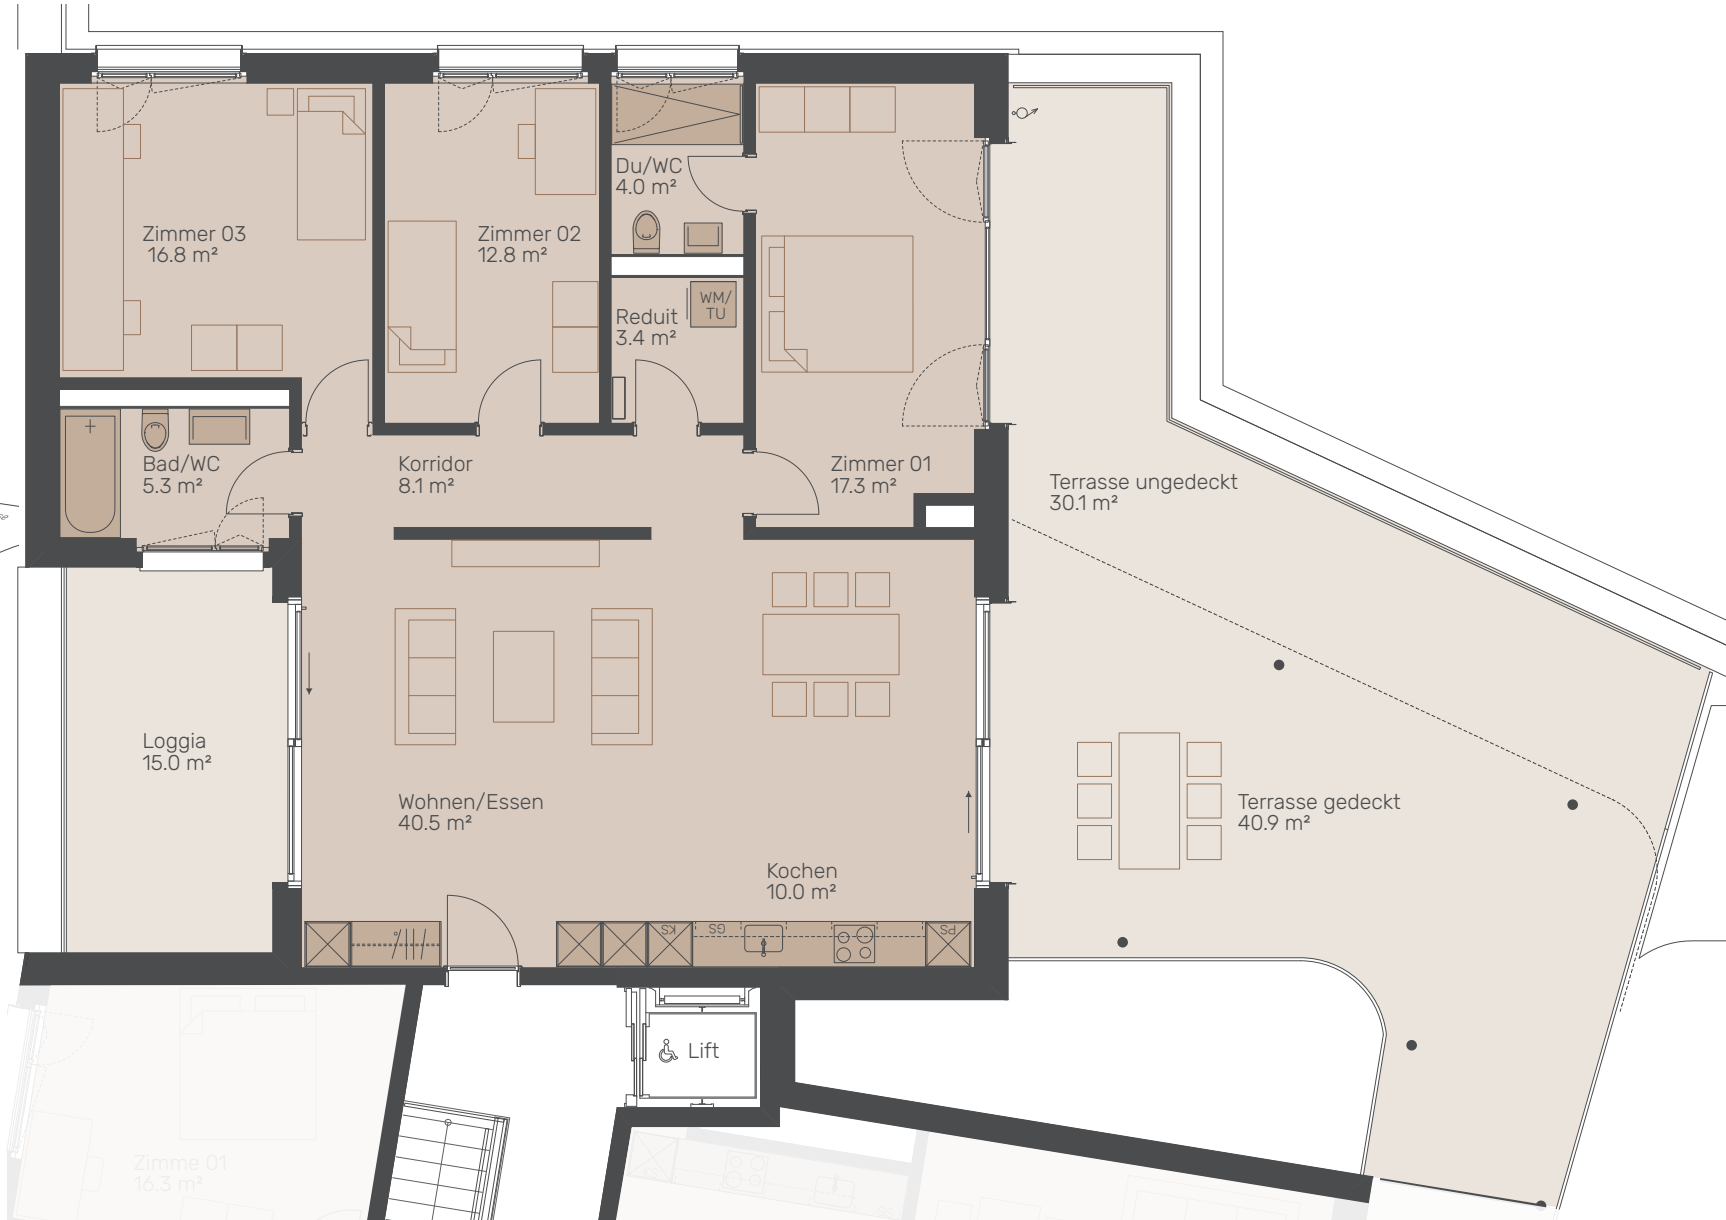 Du/WC
4.0 m²
Zimmer 03
16.8 m²
Zimmer 02
12.8 m²
Reduit
3.4 m²
WM/
TU
Bad/WC
5.3 m²
Korridor
8.1 m²
Zimmer 01
17.3 m²
Terrasse ungedeckt
30.1 m²
Loggia
15.0 m²
Wohnen/Essen
40.5 m²
Terrasse gedeckt
40.9 m²
Kochen
10.0 m²
KS
GS
PS
Lift
Zimme 01
16.3 m²